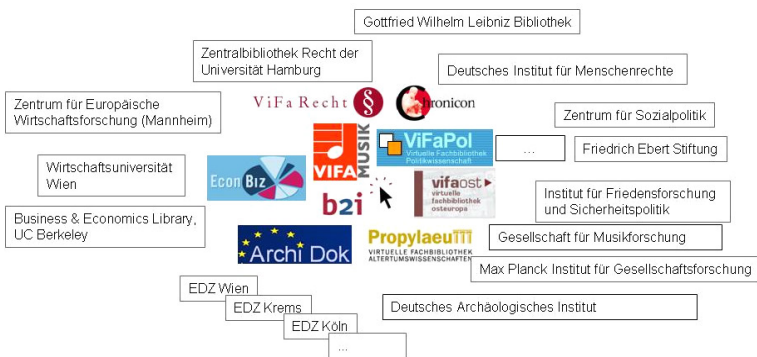 Gottfried Wilhelm Leibniz Bibliothek
Zentralbibliothek Recht der
Universität Hamburg
Deutsches Institut für Menschenrechte
Zentrum für Europäische
Wirtschaftsforschung (Mannheim)
ViFa Recht §
Chronicon
Zentrum für Sozialpolitik
VIFA MUSIK
ViFaPol
Virtuelle Fachbibliothek
Politikwissenschaft
...
Friedrich Ebert Stiftung
Wirtschaftsuniversität
Wien
EconBiz
b2i
vifaost
virtuelle
fachbibliothek
osteuropa
Institut für Friedensforschung
und Sicherheitspolitik
Business & Economics Library,
UC Berkeley
Archi Dok
Propylaeum
VIRTUELLE FACHBIBLIOTHEK
ALTERTUMSWISSENSCHAFTEN
Gesellschaft für Musikforschung
Max Planck Institut für Gesellschaftsforschung
EDZ Wien
EDZ Krems
EDZ Köln
...
Deutsches Archäologisches Institut